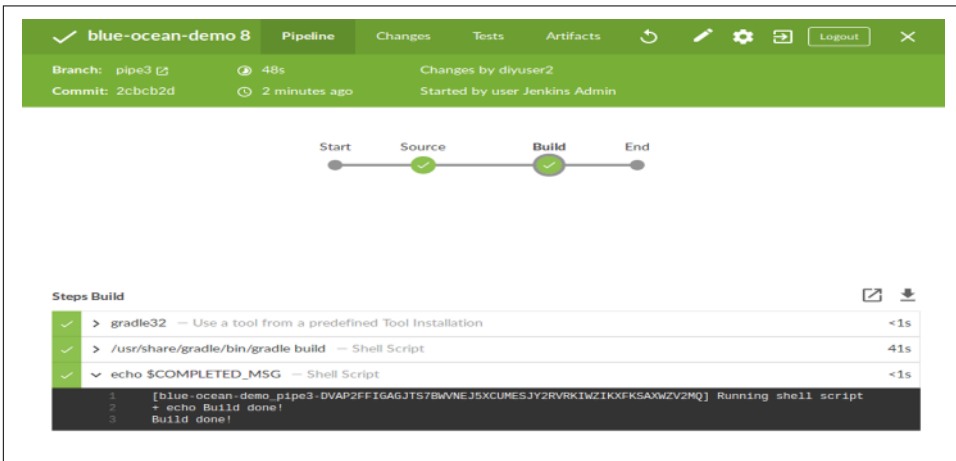 blue-ocean-demo 8 Pipeline Changes Tests Artifacts Logout
Branch: pipe3 48s Changes by diyuser2
Commit: 2cbcb2d 2 minutes ago Started by user Jenkins Admin
Start Source Build End
Steps Build
gradle32 — Use a tool from a predefined Tool Installation <1s
/usr/share/gradle/bin/gradle build — Shell Script 41s
echo $COMPLETED_MSG — Shell Script <1s
1 [blue-ocean-demo_pipe3-DVAP2FFIGAGJTS7BWVNEJ5XCUMESJY2RVRKIWZIKXFKSAXWZV2MQ] Running shell script
2 + echo Build done!
3 Build done!